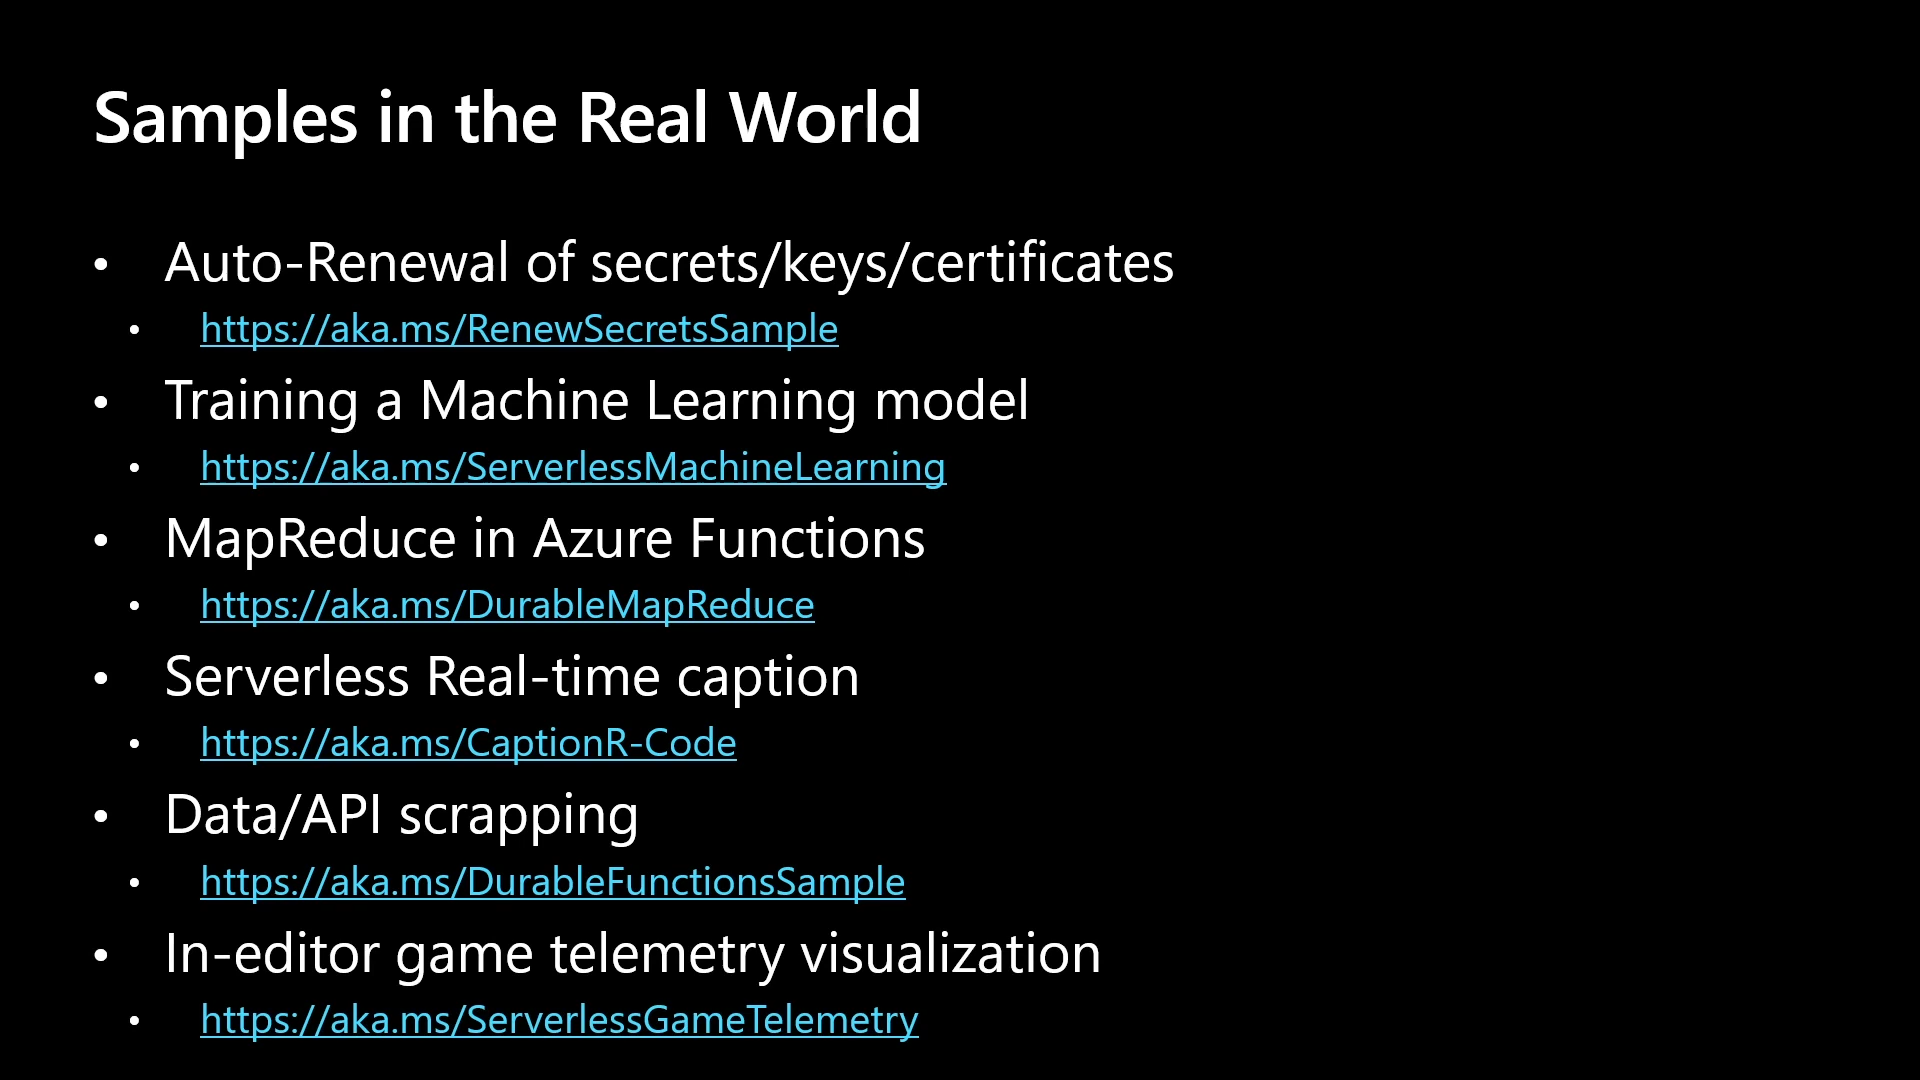 Samples in the Real World
• Auto-Renewal of secrets/keys/certificates
• https://aka.ms/RenewSecretsSample
• Training a Machine Learning model
• https://aka.ms/ServerlessMachineLearning
• MapReduce in Azure Functions
• https://aka.ms/DurableMapReduce
• Serverless Real-time caption
• https://aka.ms/CaptionR-Code
• Data/API scrapping
• https://aka.ms/DurableFunctionsSample
• In-editor game telemetry visualization
• https://aka.ms/ServerlessGameTelemetry